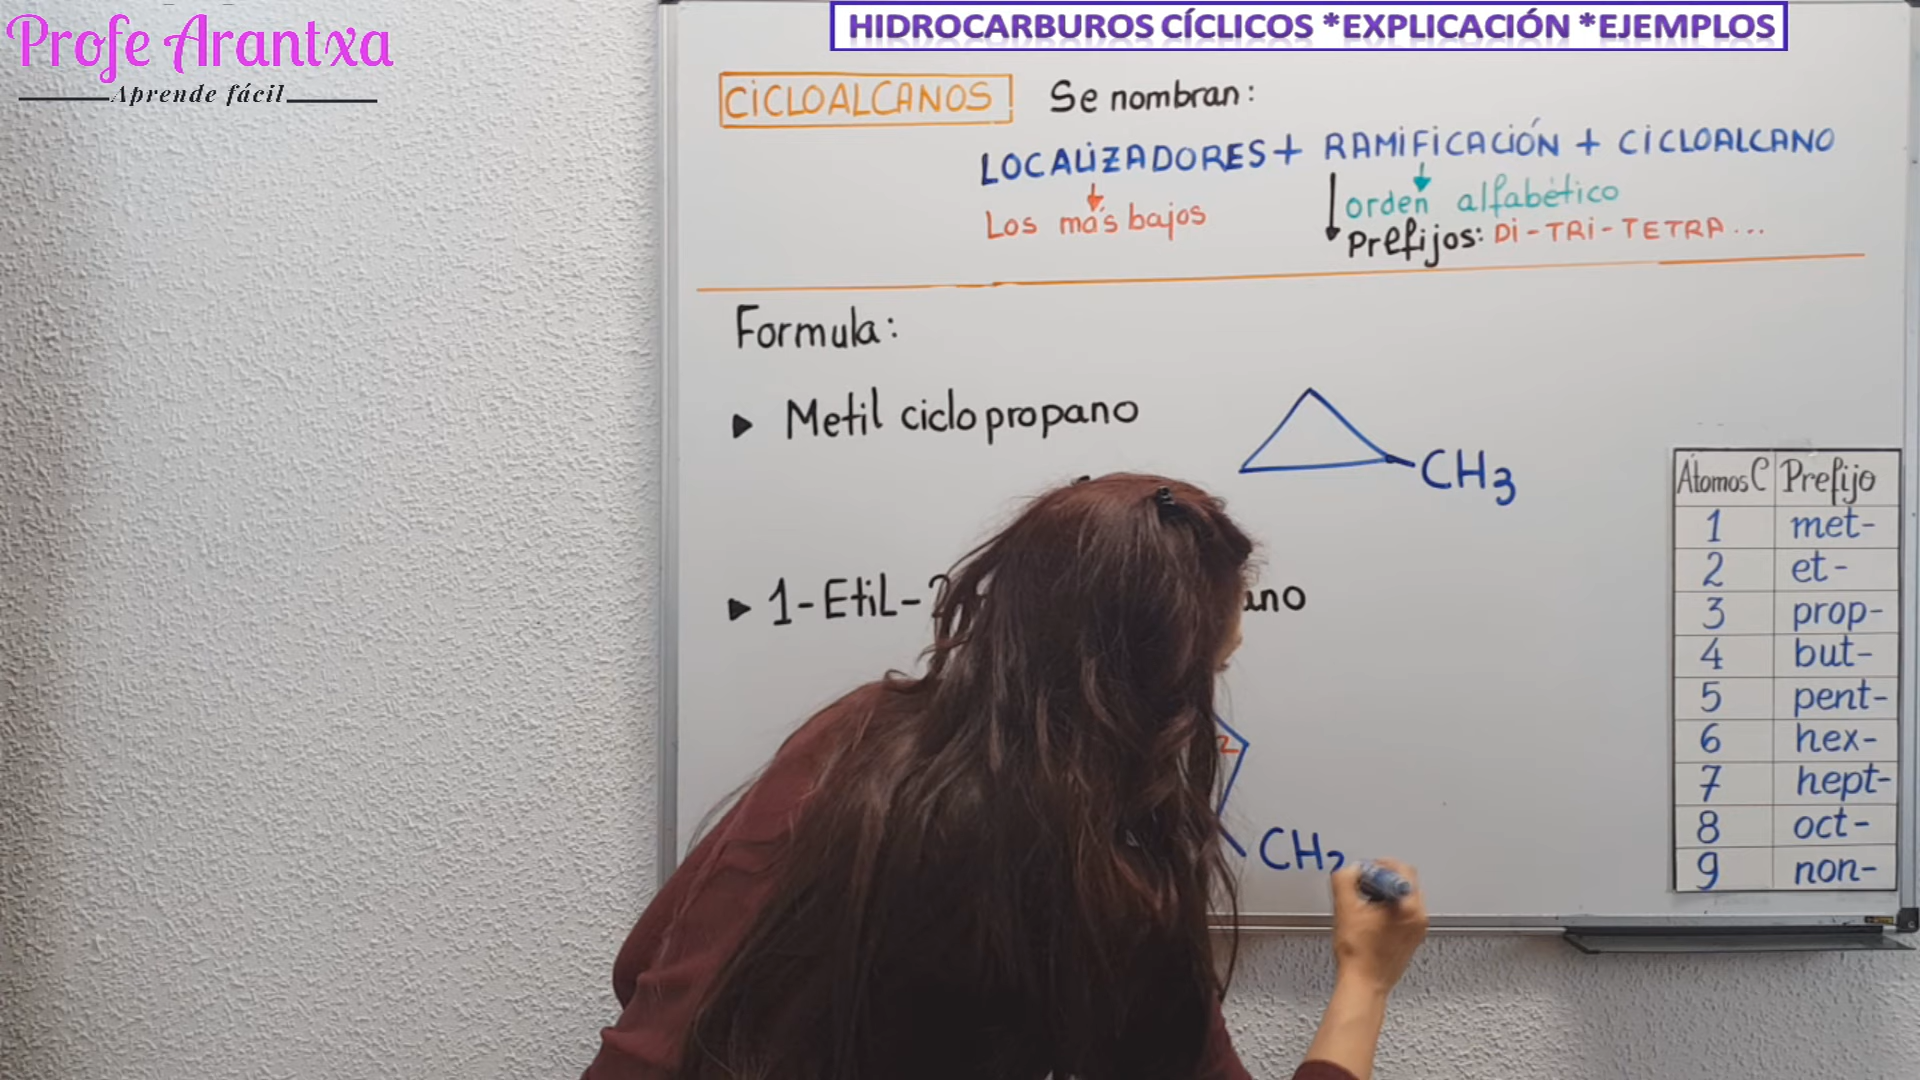 Profe Arantxa
Aprende fácil
HIDROCARBUROS CÍCLICOS *EXPLICACIÓN *EJEMPLOS
CICLOALCANOS Se nombran:
LOCALIZADORES + RAMIFICACIÓN + CICLOALCANO
Los más bajos
orden alfabético
Prefijos: DI-TRI-TETRA...
Formula:
Metil ciclopropano
CH3
1-Etil-
ano
2
CH2
Átomos C Prefijo
1 met-
2 et-
3 prop-
4 but-
5 pent-
6 hex-
7 hept-
8 oct-
9 non-